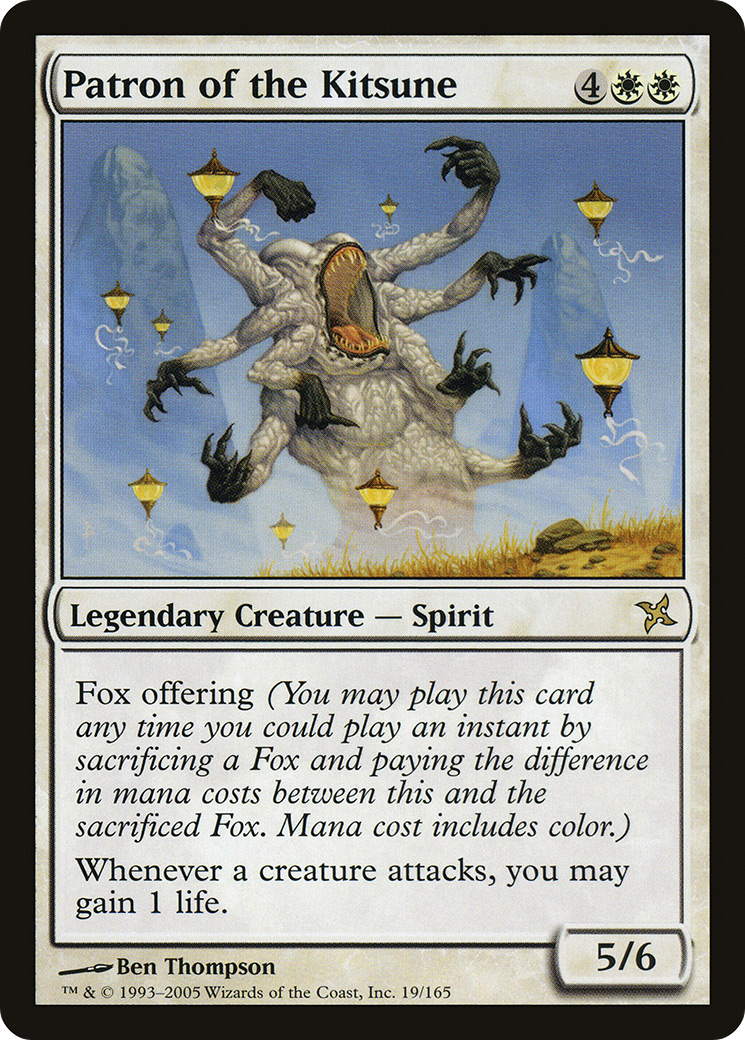 Patron of the Kitsune 4
Legendary Creature — Spirit
Fox offering (You may play this card
any time you could play an instant by
sacrificing a Fox and paying the difference
in mana costs between this and the
sacrificed Fox. Mana cost includes color.)
Whenever a creature attacks, you may
gain 1 life.
5/6
Ben Thompson
™ & © 1993–2005 Wizards of the Coast, Inc. 19/165